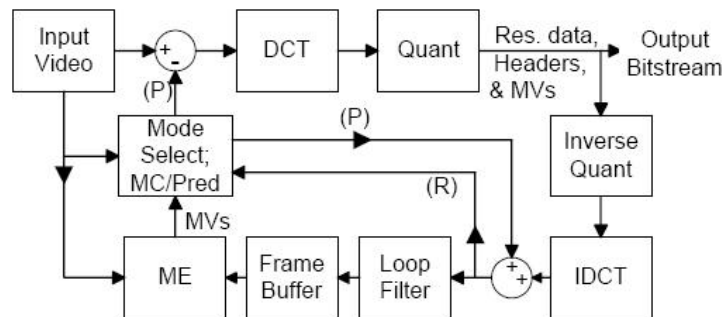 Input
Video
+
-
DCT
Quant
Res. data,
Headers,
& MVs
Output
Bitstream
(P)
Mode
Select;
MC/Pred
(P)
(R)
Inverse
Quant
MVs
ME
Frame
Buffer
Loop
Filter
+
+
IDCT